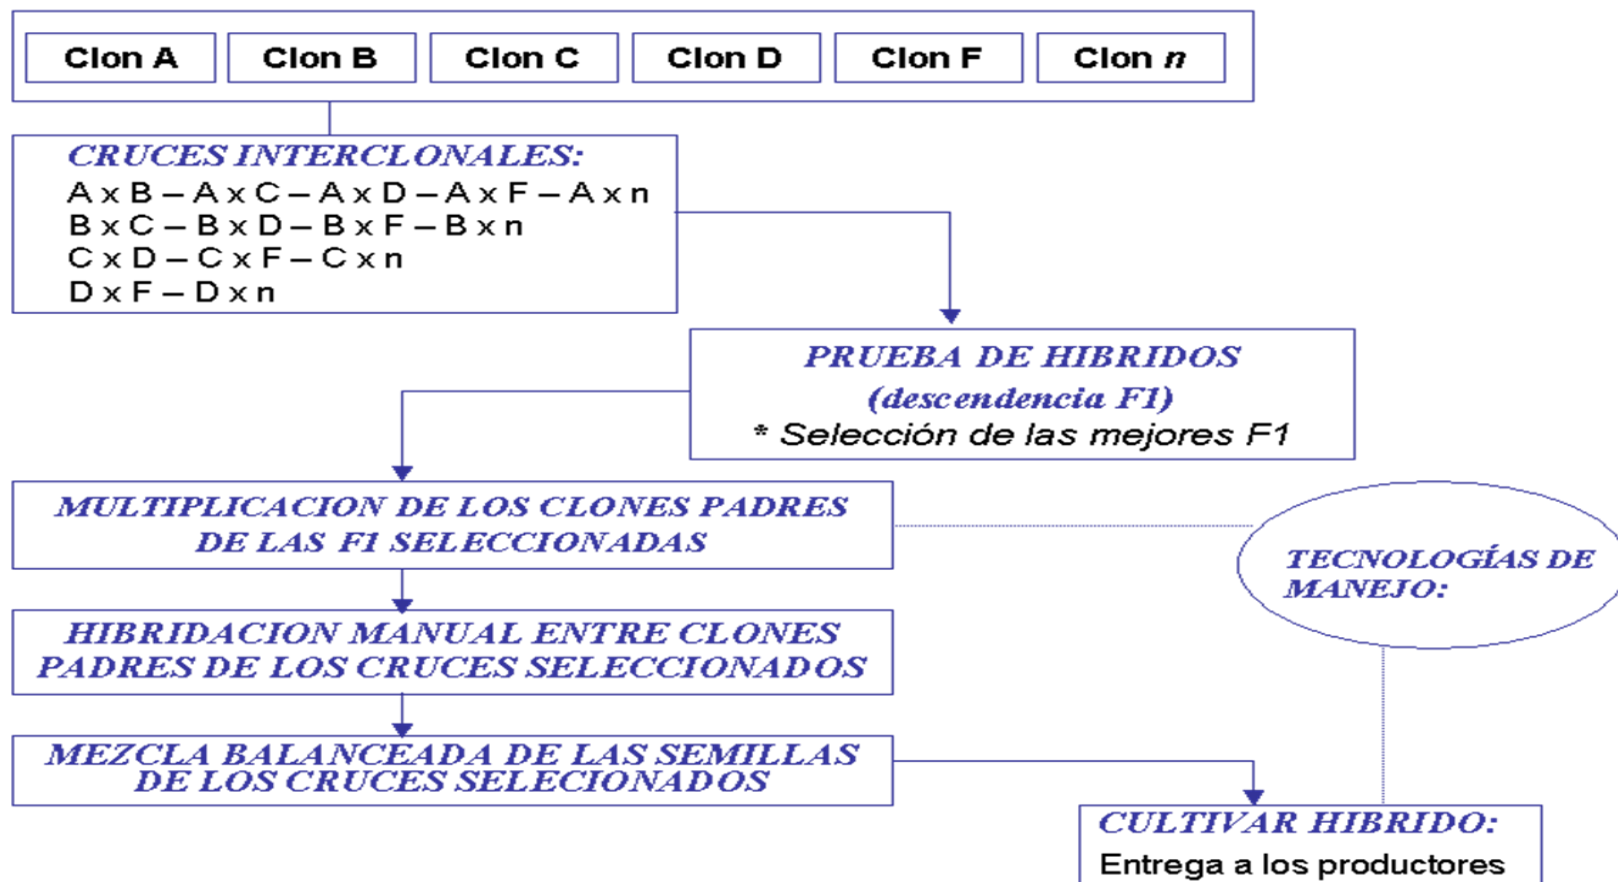 Clon A Clon B Clon C Clon D Clon F Clon n
CRUCES INTERCLONALES:
A x B – A x C – A x D – A x F – A x n
B x C – B x D – B x F – B x n
C x D – C x F – C x n
D x F – D x n
PRUEBA DE HIBRIDOS
(descendencia F1)
* Selección de las mejores F1
MULTIPLICACION DE LOS CLONES PADRES
DE LAS F1 SELECCIONADAS
TECNOLOGÍAS DE
MANEJO:
HIBRIDACION MANUAL ENTRE CLONES
PADRES DE LOS CRUCES SELECCIONADOS
MEZCLA BALANCEADA DE LAS SEMILLAS
DE LOS CRUCES SELECIONADOS
CULTIVAR HIBRIDO:
Entrega a los productores